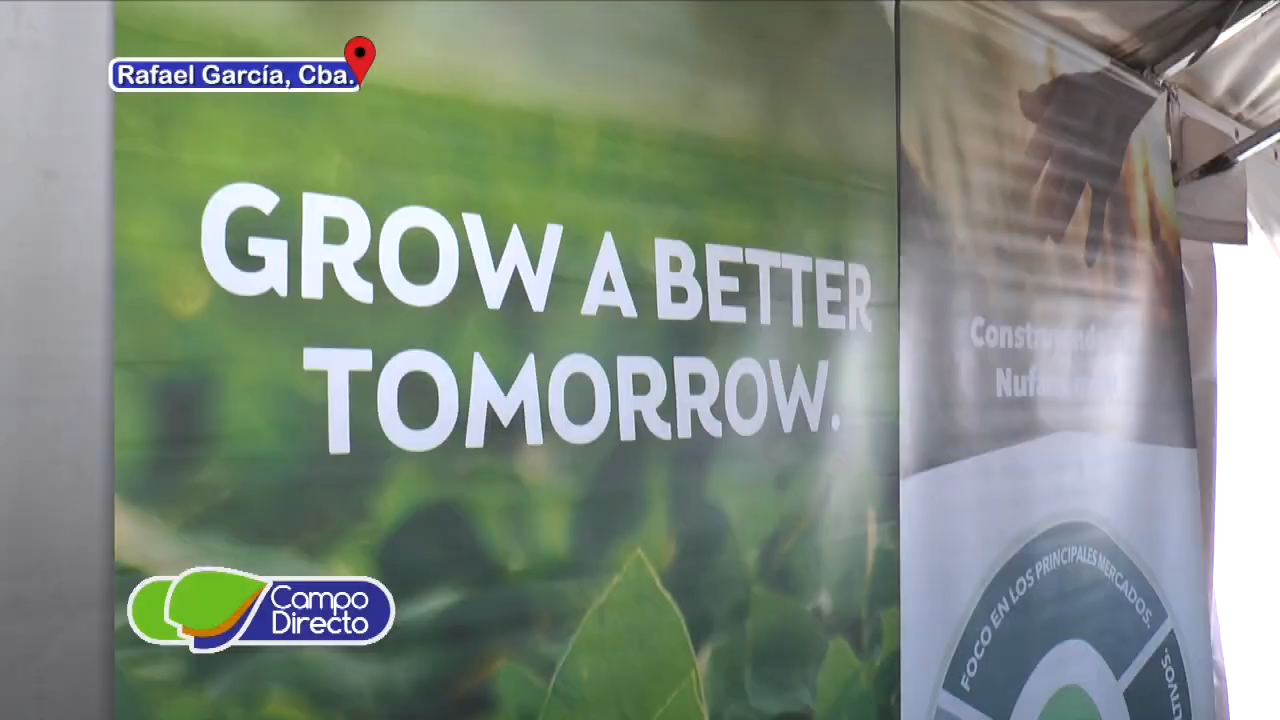 Rafael García, Cba.
GROW A BETTER
TOMORROW.
Campo
Directo
FOCO EN LOS PRINCIPALES MERCADOS.